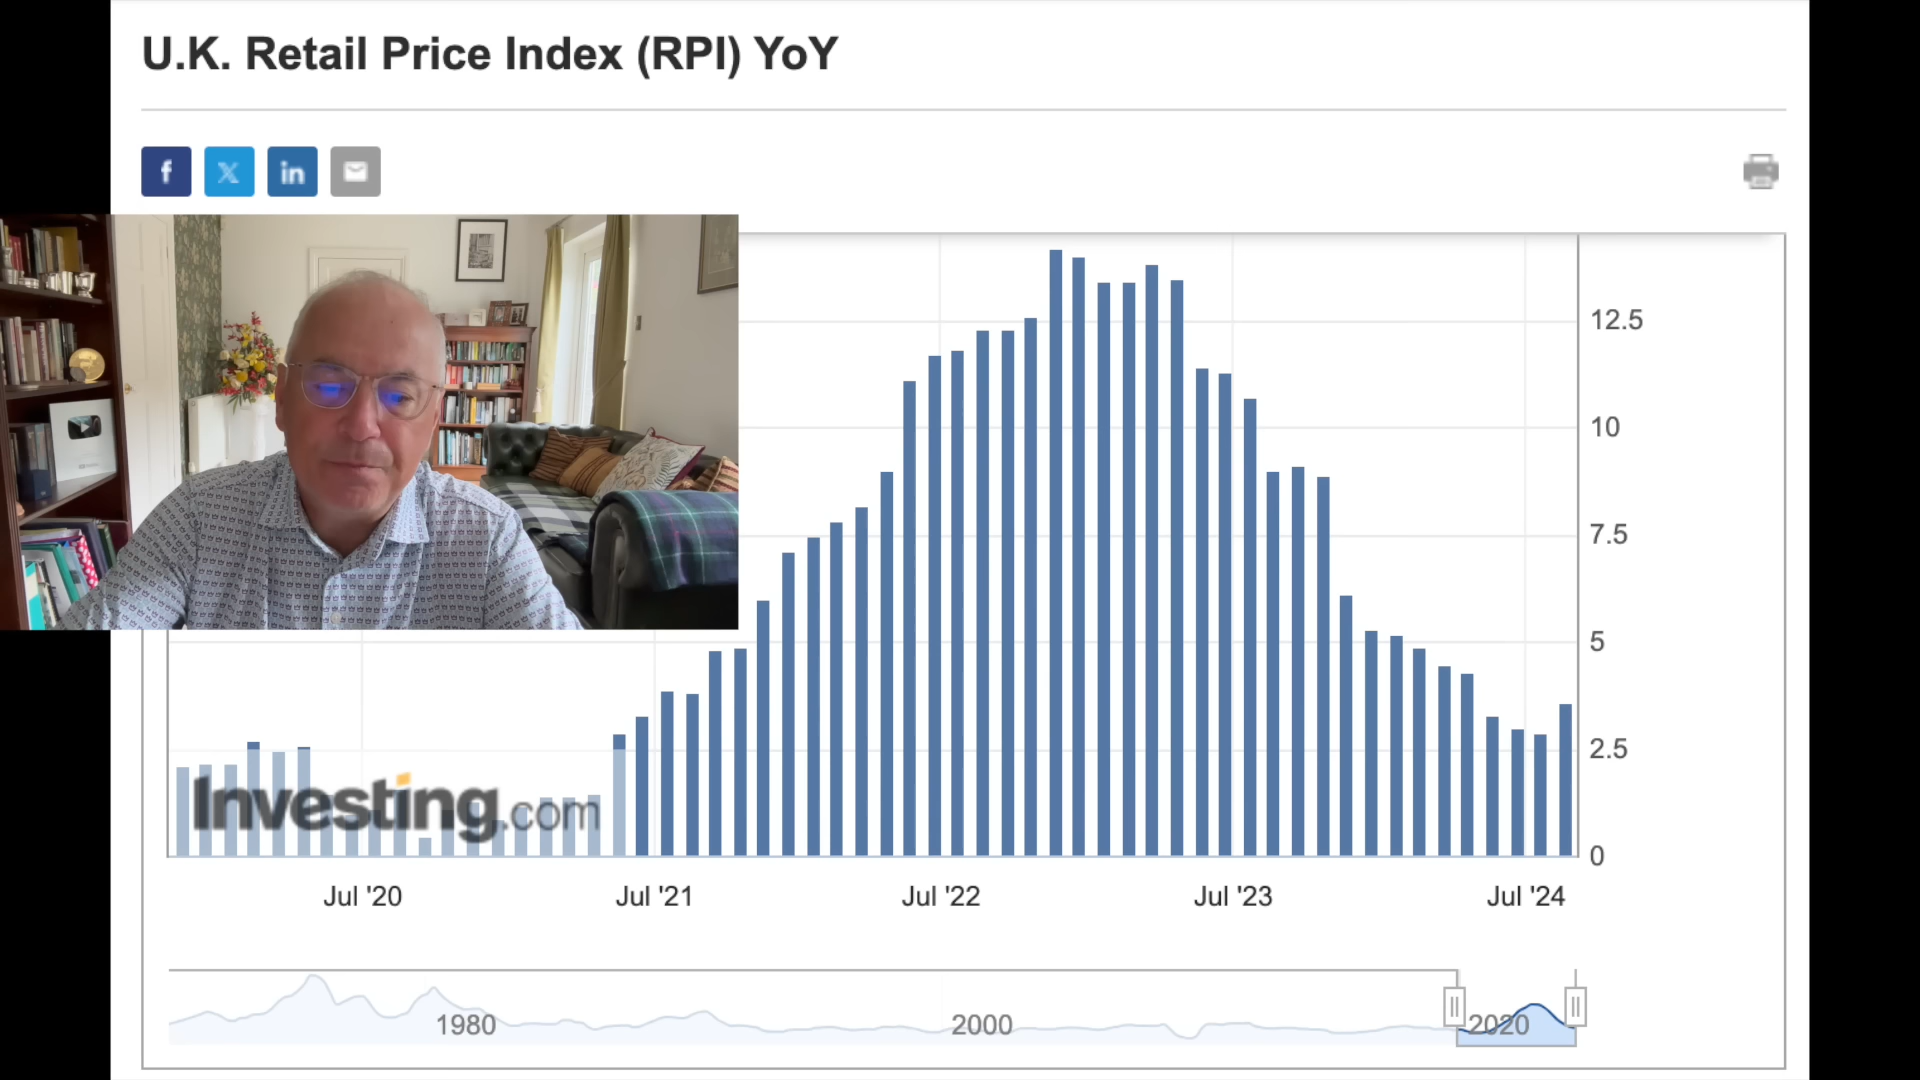 U.K. Retail Price Index (RPI) YoY
f X in
12.5
10
7.5
5
2.5
0
Investing.com
Jul '20 Jul '21 Jul '22 Jul '23 Jul '24
1980 2000 2020